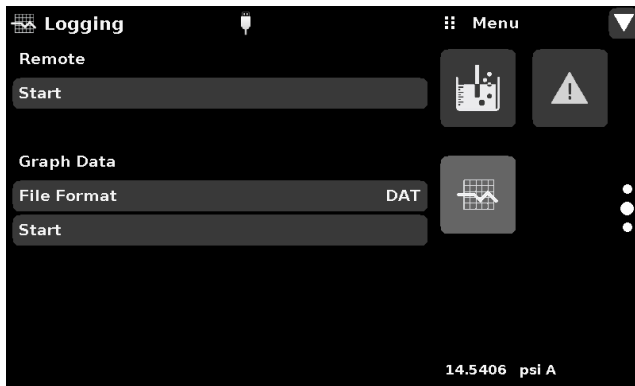 Logging
Menu
Remote
Start
Graph Data
File Format DAT
Start
14.5406 psi A